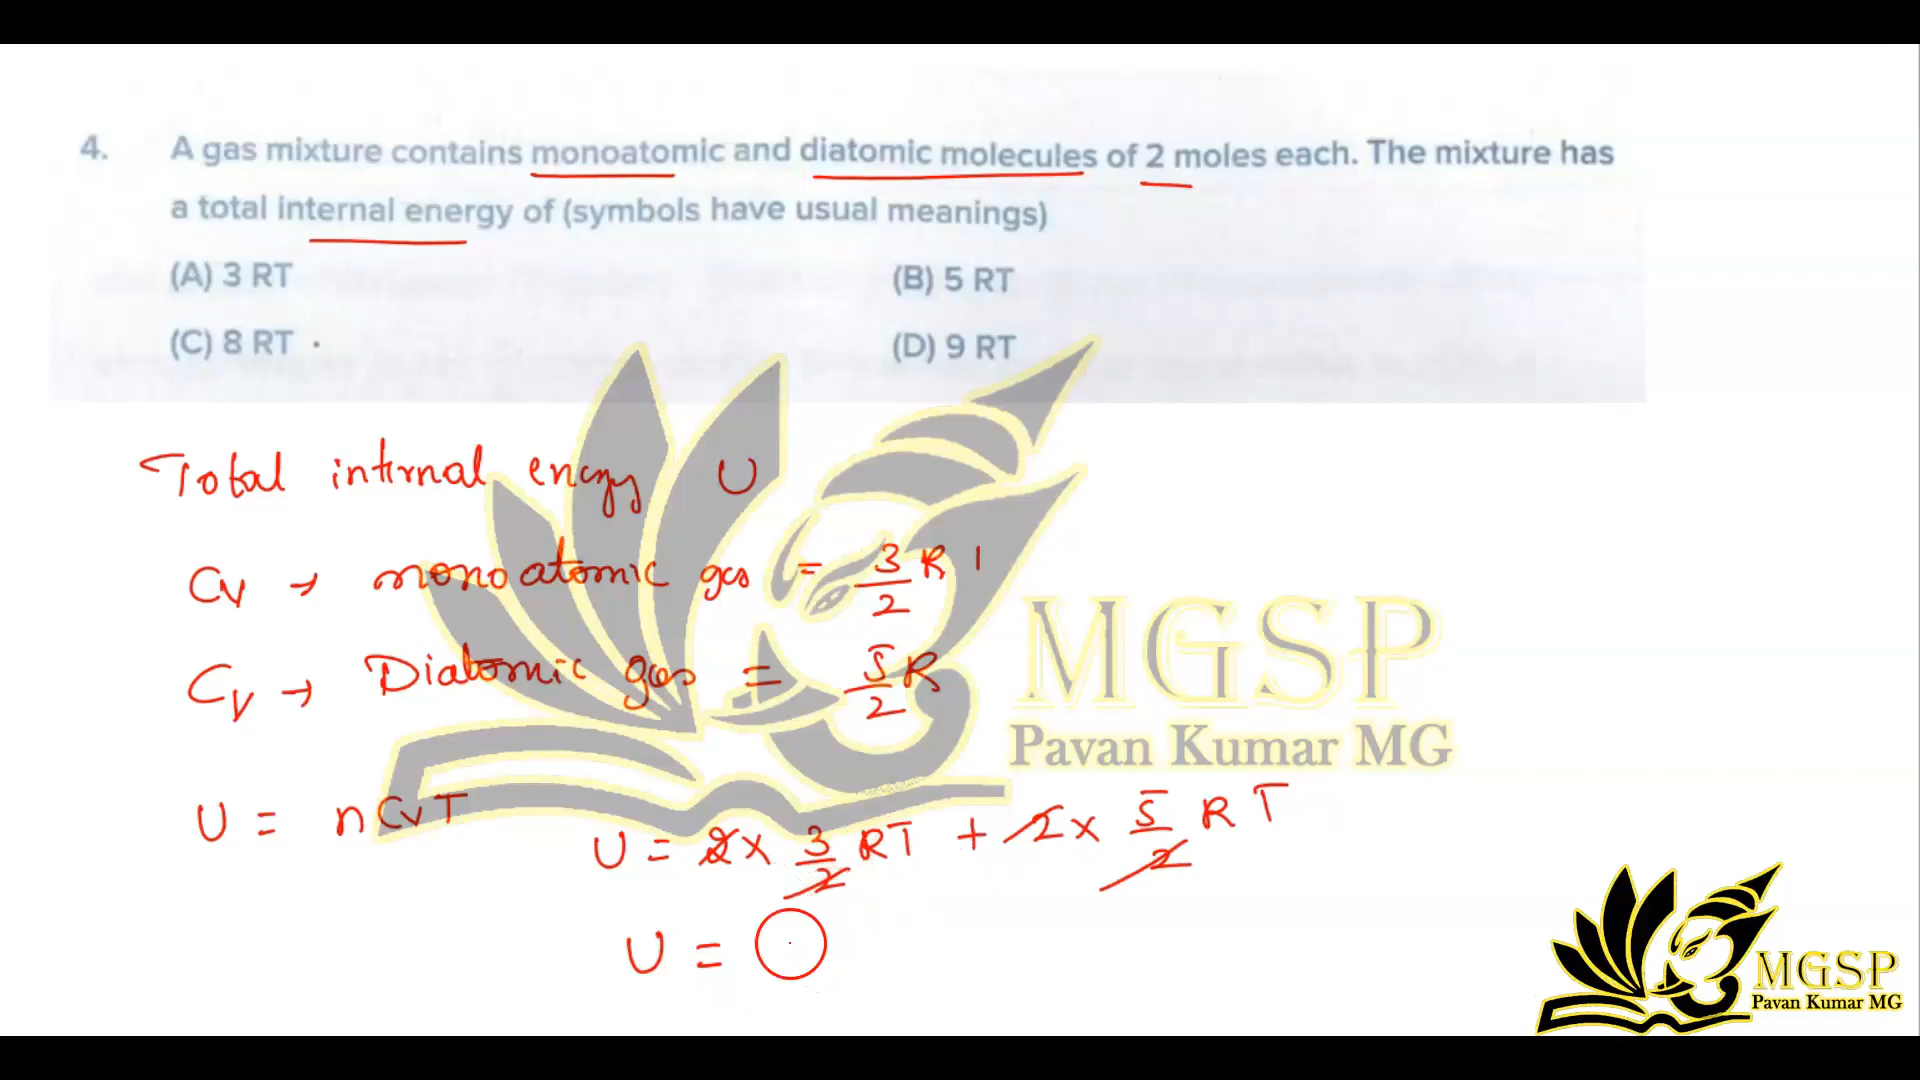 4. A gas mixture contains monoatomic and diatomic molecules of 2 moles each. The mixture has
a total internal energy of (symbols have usual meanings)
(A) 3 RT (B) 5 RT
(C) 8 RT (D) 9 RT
Total internal energy U
Cv → monoatomic gas = 3/2 R
Cv → Diatomic gas = 5/2 R
U = nCvT
U = 2x 3/2 RT + 2x 5/2 RT
U =
MGSP
Pavan Kumar MG
MGSP
Pavan Kumar MG